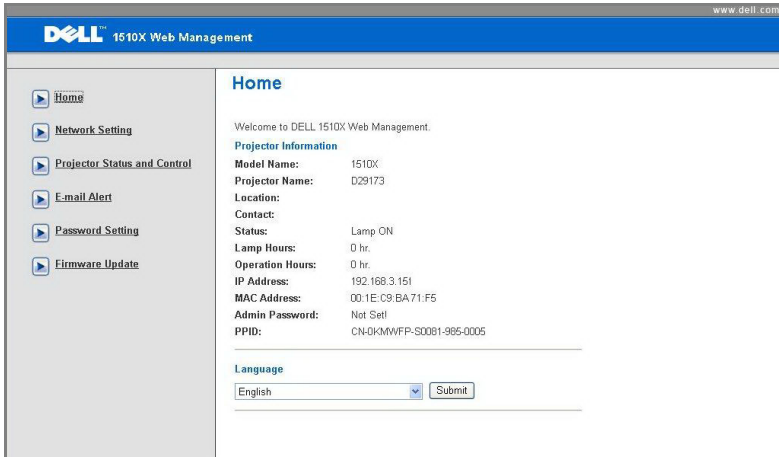 www.dell.com
DELL™ 1510X Web Management
Home
Network Setting
Projector Status and Control
E-mail Alert
Password Setting
Firmware Update
Home
Welcome to DELL 1510X Web Management.
Projector Information
Model Name: 1510X
Projector Name: D29173
Location:
Contact:
Status: Lamp ON
Lamp Hours: 0 hr.
Operation Hours: 0 hr.
IP Address: 192.168.3.151
MAC Address: 00:1E:C9:BA:71:F5
Admin Password: Not Set!
PPID: CN-0KMWFP-S0081-985-0005
Language
English Submit